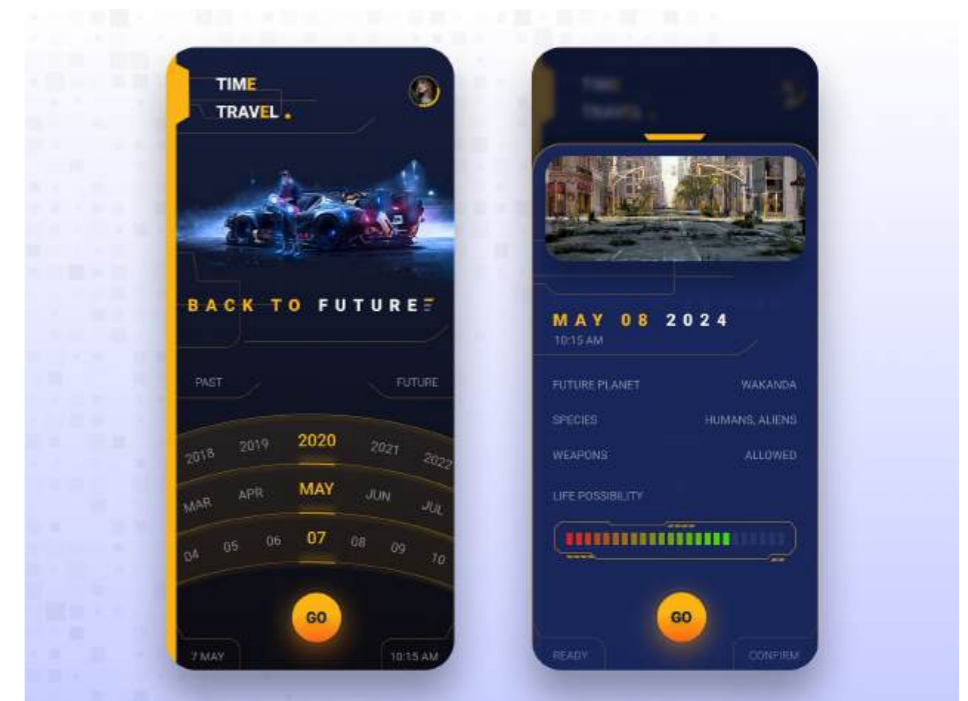 TIME
TRAVEL.
BACK TO FUTURE
PAST FUTURE
2018 2019 2020 2021 2022
MAR APR MAY JUN JUL
04 05 06 07 08 09 10
GO
7 MAY 10:15 AM
TIME
TRAVEL.
MAY 08 2024
10:15 AM
FUTURE PLANET WAKANDA
SPECIES HUMANS, ALIENS
WEAPONS ALLOWED
LIFE POSSIBILITY
GO
READY CONFIRM